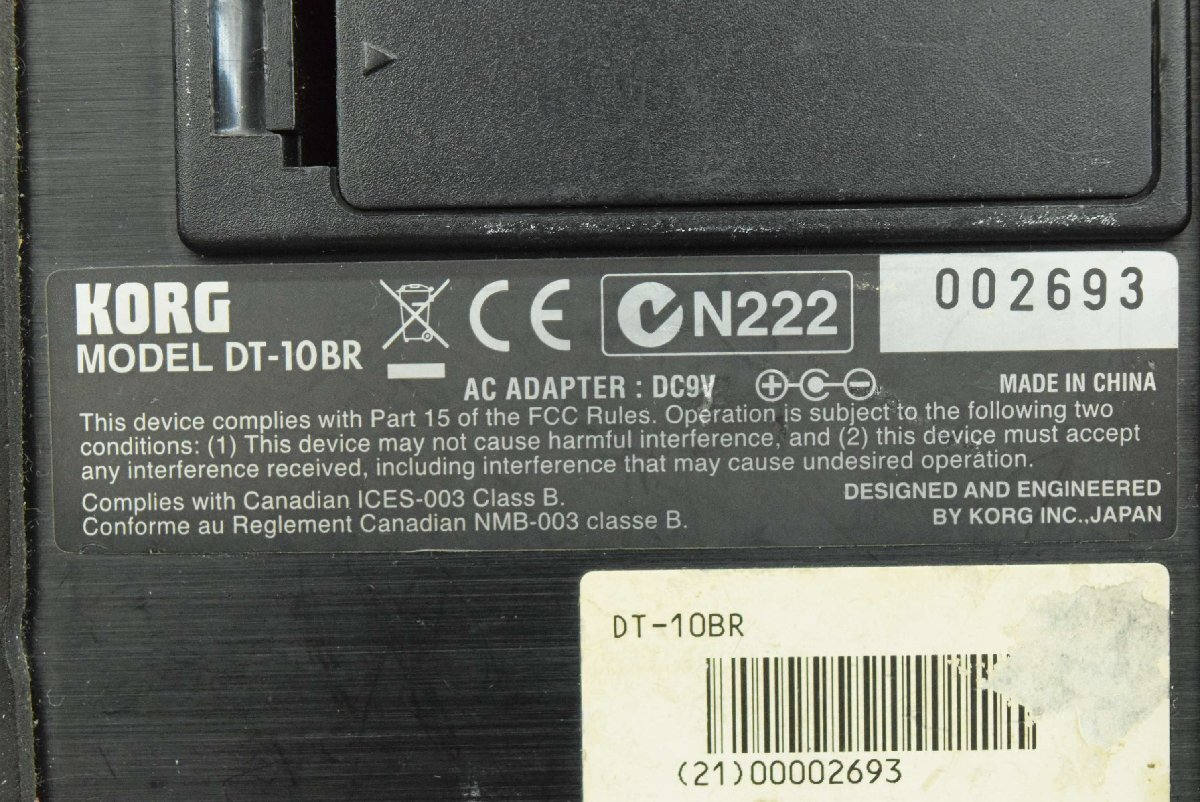 KORG
MODEL DT-10BR
CE
N222
002693
AC ADAPTER : DC9V
MADE IN CHINA
This device complies with Part 15 of the FCC Rules. Operation is subject to the following two
conditions: (1) This device may not cause harmful interference, and (2) this device must accept
any interference received, including interference that may cause undesired operation.
Complies with Canadian ICES-003 Class B.
Conforme au Reglement Canadian NMB-003 classe B.
DESIGNED AND ENGINEERED
BY KORG INC.,JAPAN
DT-10BR
(21)00002693